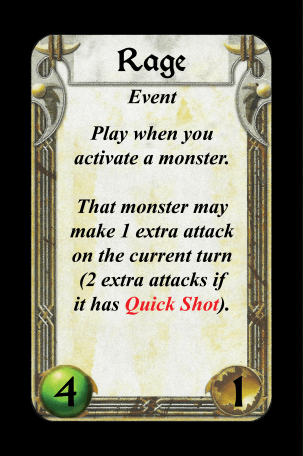 Rage
Event
Play when you
activate a monster.
That monster may
make 1 extra attack
on the current turn
(2 extra attacks if
it has Quick Shot).
4
1